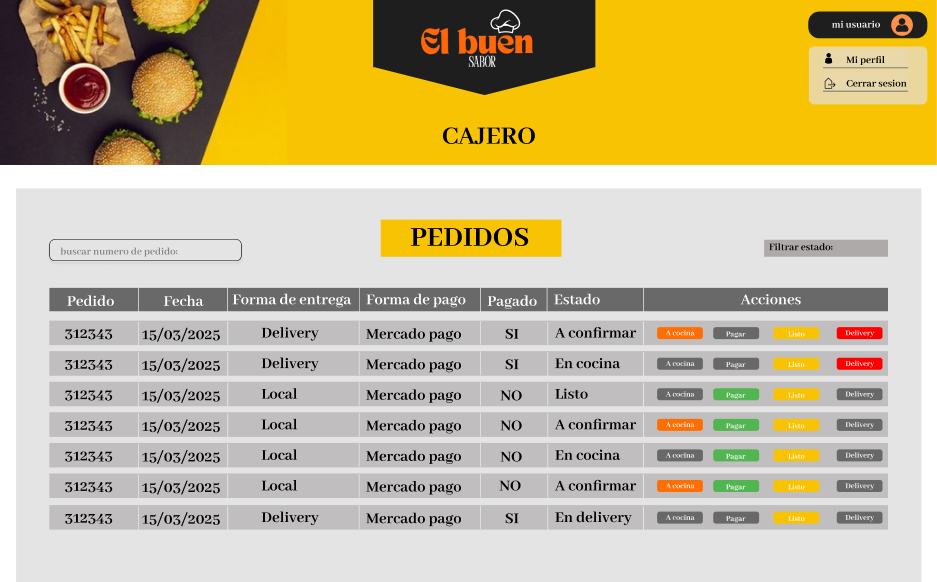 El buen
SABOR
mi usuario
Mi perfil
Cerrar sesion
CAJERO
PEDIDOS
buscar numero de pedido:
Filtrar estado:
Pedido Fecha Forma de entrega Forma de pago Pagado Estado Acciones
312343 15/03/2025 Delivery Mercado pago SI A confirmar A cocina Pagar Listo Delivery
312343 15/03/2025 Delivery Mercado pago SI En cocina A cocina Pagar Listo Delivery
312343 15/03/2025 Local Mercado pago NO Listo A cocina Pagar Listo Delivery
312343 15/03/2025 Local Mercado pago NO A confirmar A cocina Pagar Listo Delivery
312343 15/03/2025 Local Mercado pago NO En cocina A cocina Pagar Listo Delivery
312343 15/03/2025 Local Mercado pago NO A confirmar A cocina Pagar Listo Delivery
312343 15/03/2025 Delivery Mercado pago SI En delivery A cocina Pagar Listo Delivery